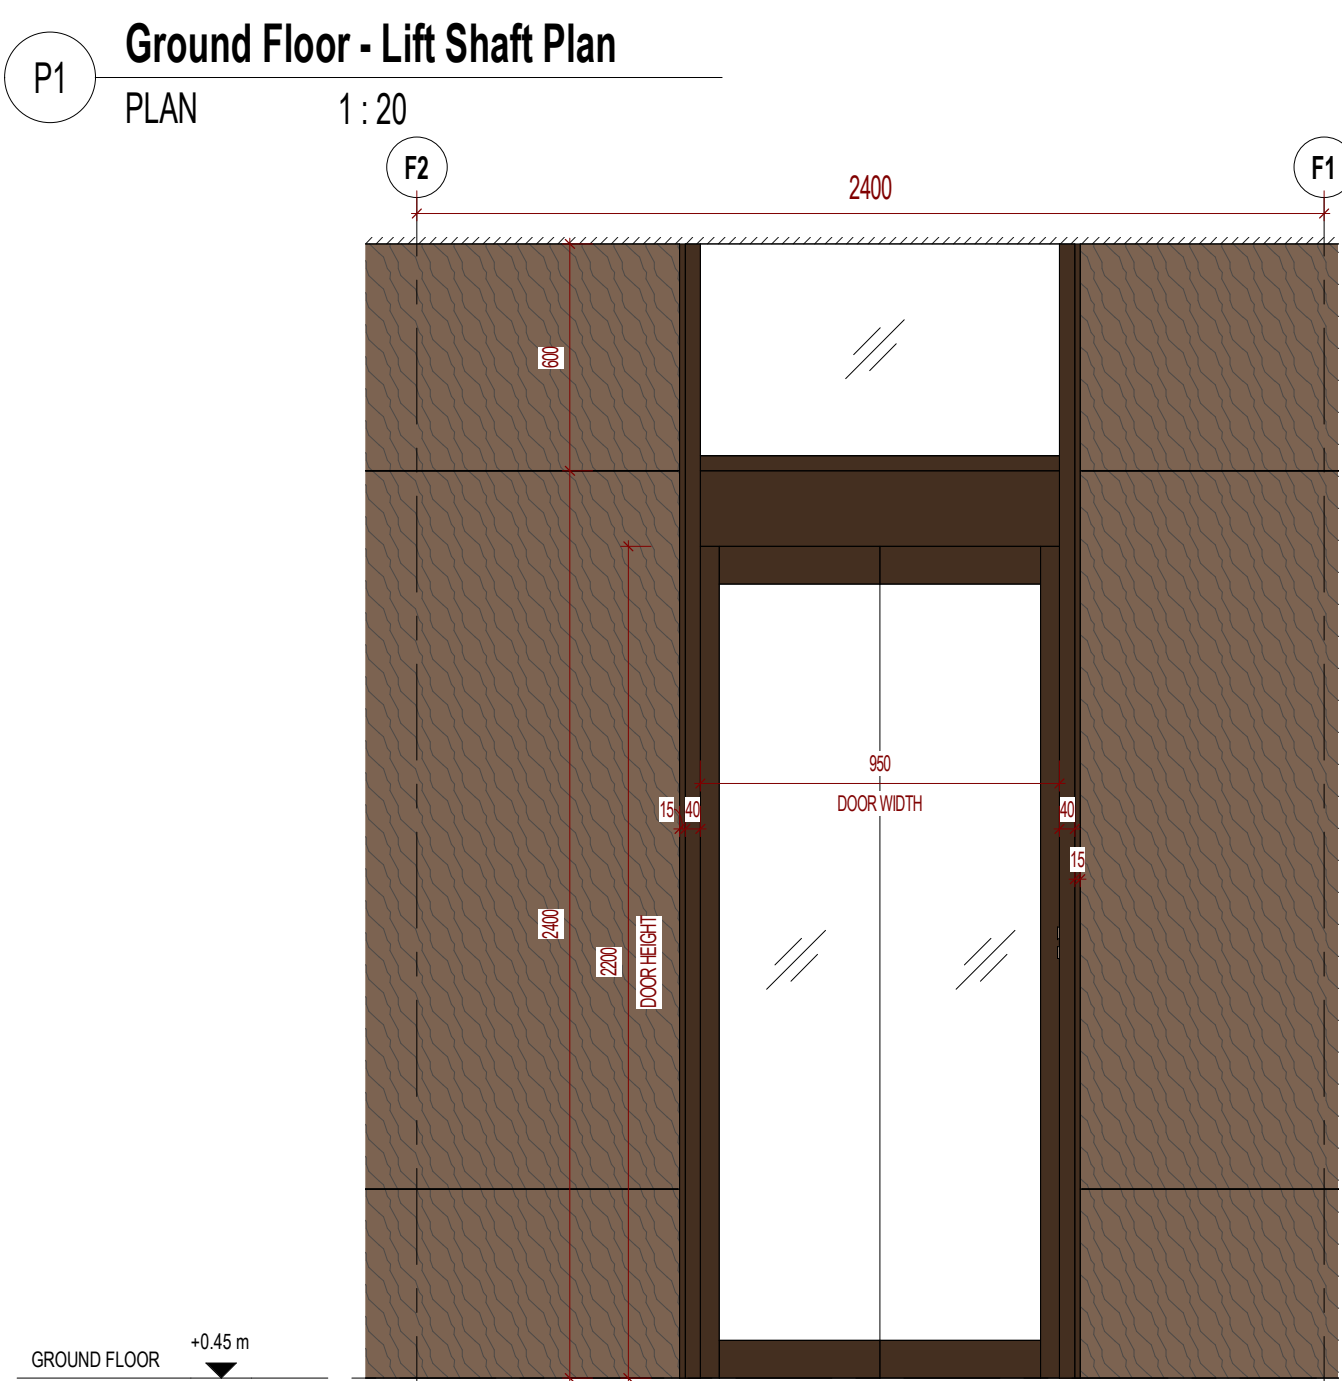 Ground Floor - Lift Shaft Plan
P1
PLAN 1 : 20
F2
F1
2400
600
950
DOOR WIDTH
15
40
40
15
2400
2200
DOOR HEIGHT
+0.45 m
GROUND FLOOR